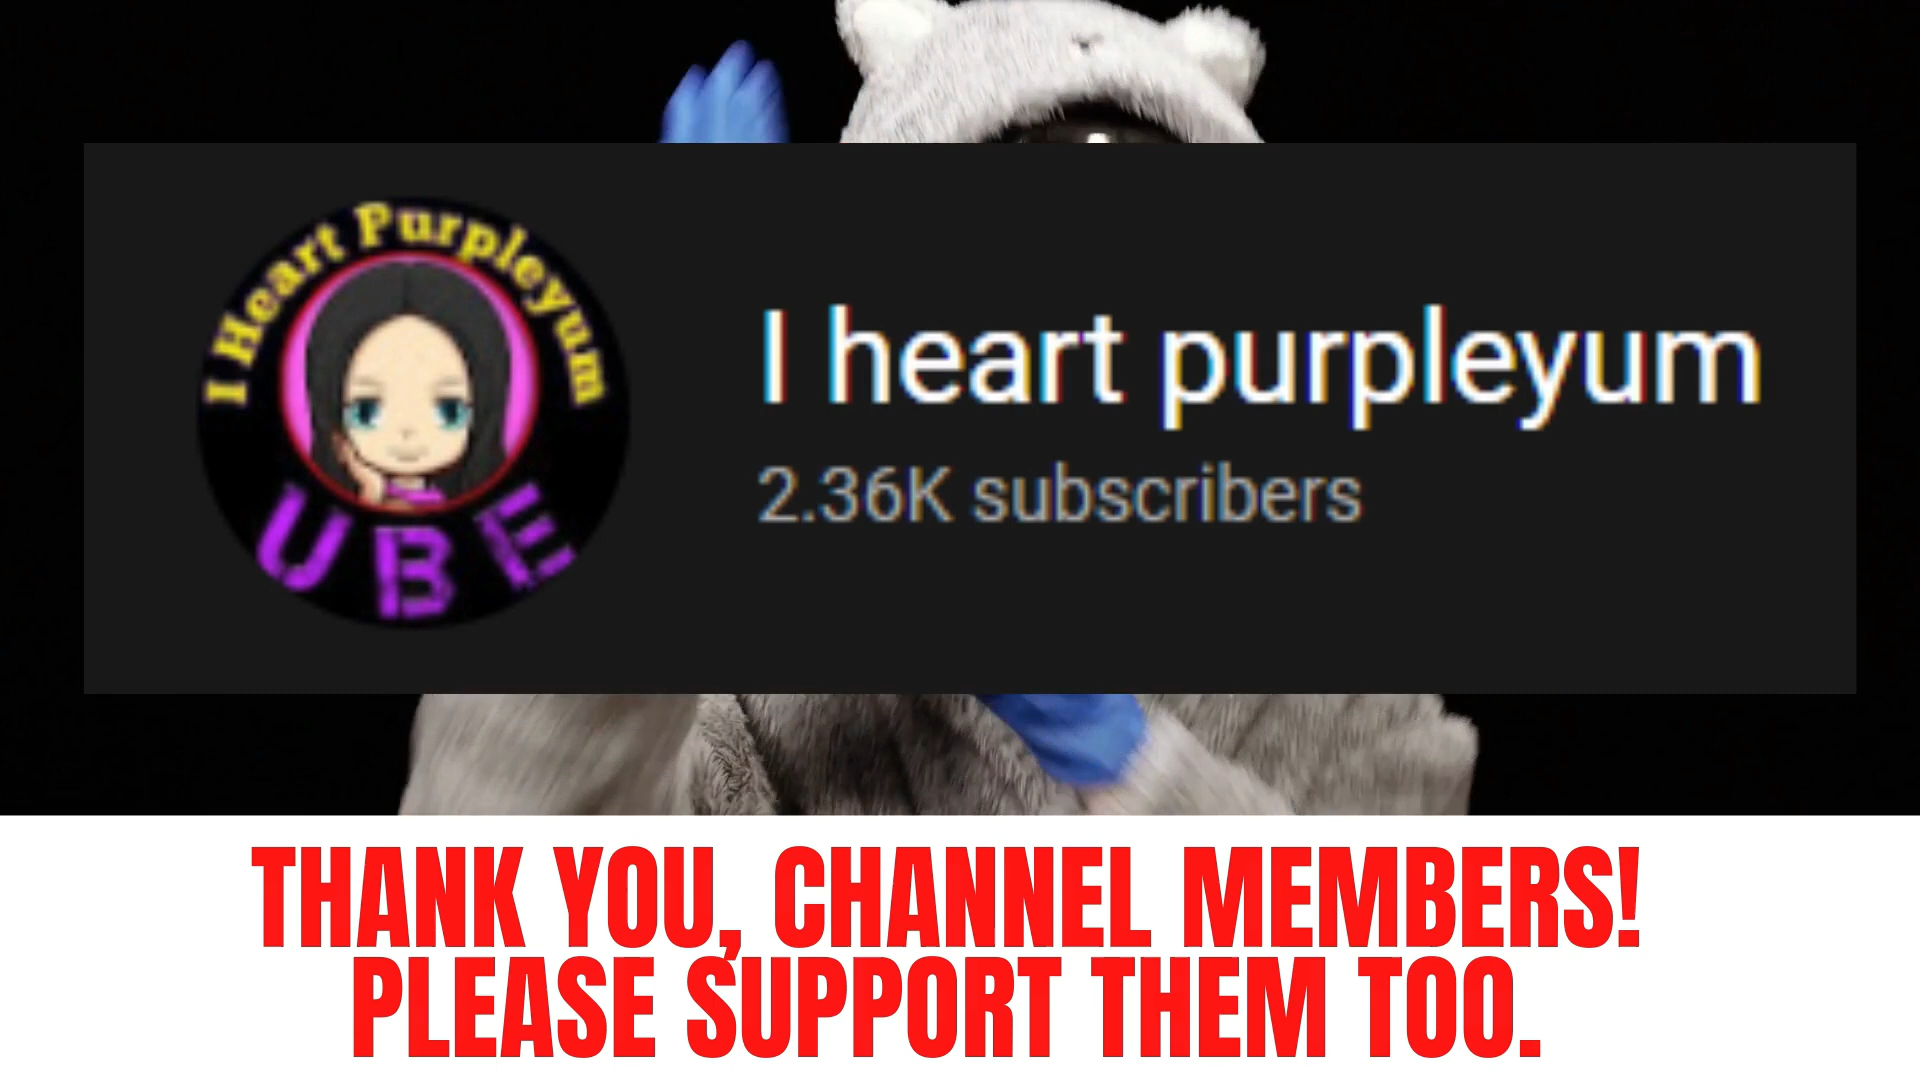 I Heart Purpleyum
UBE
I heart purpleyum
2.36K subscribers
THANK YOU, CHANNEL MEMBERS!
PLEASE SUPPORT THEM TOO.